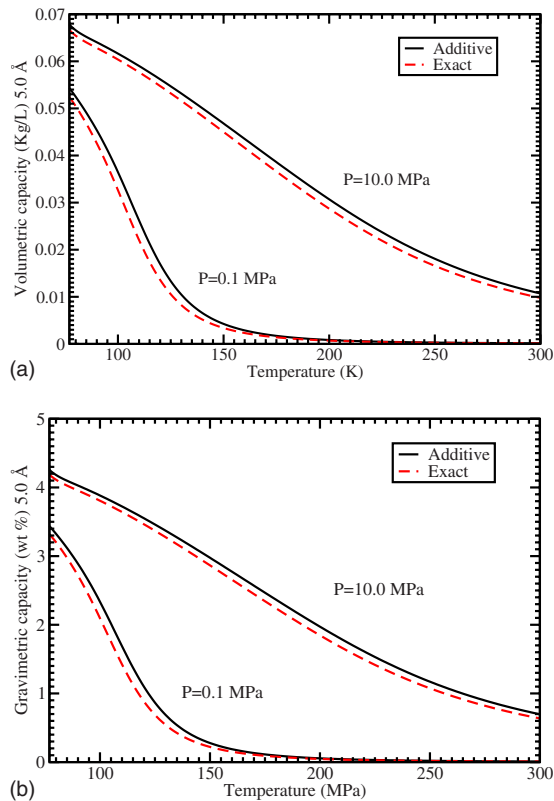 0.07
0.06
0.05
0.04
0.03
0.02
0.01
0
Volumetric capacity (Kg/L) 5.0 Å
Additive
Exact
P=10.0 MPa
P=0.1 MPa
100 150 200 250 300
Temperature (K)
(a)
5
4
3
2
1
0
Gravimetric capacity (wt %) 5.0 Å
Additive
Exact
P=10.0 MPa
P=0.1 MPa
100 150 200 250 300
Temperature (MPa)
(b)